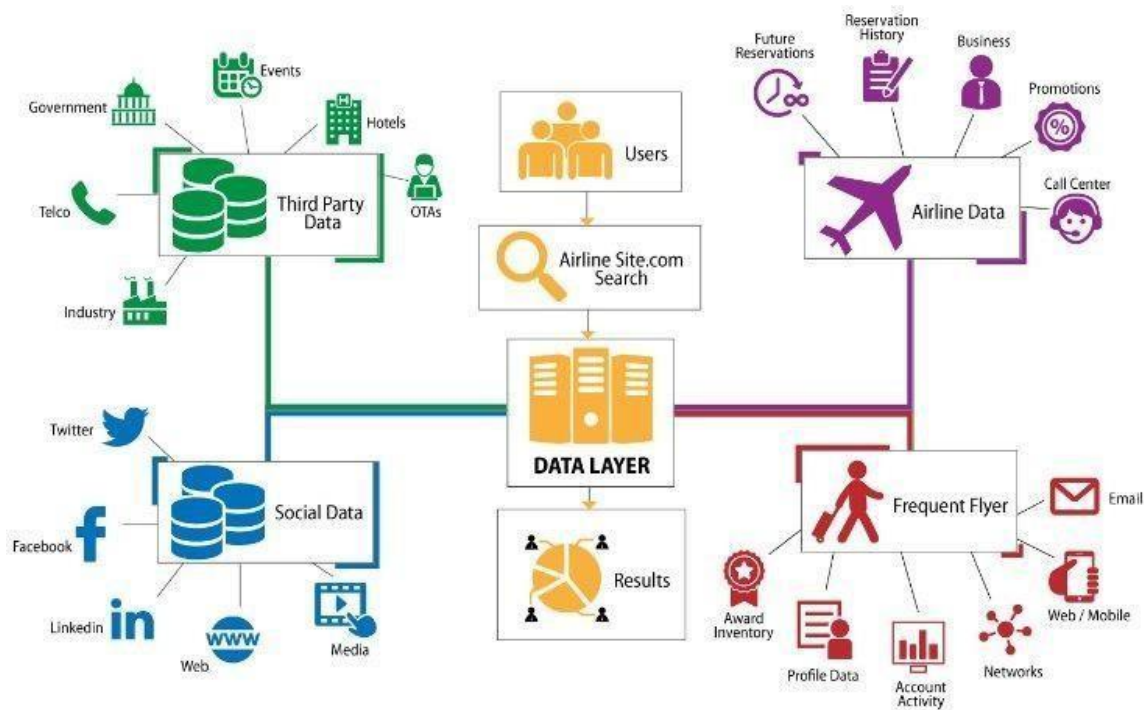 Government
Events
Hotels
Telco
Third Party
Data
OTAs
Industry
Users
Airline Site.com
Search
DATA LAYER
Results
Future
Reservations
Reservation
History
Business
Promotions
%
Airline Data
Call Center
Twitter
Social Data
Facebook
f
Linkedin
in
Web
WWW
Media
Frequent Flyer
Email
Web / Mobile
Award
Inventory
Profile Data
Account
Activity
Networks
H